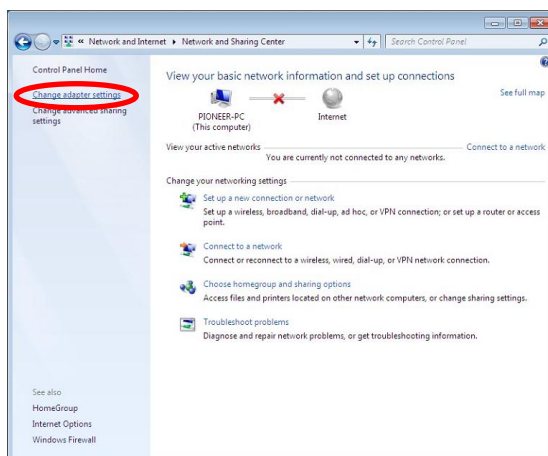 « Network and Internet ▸ Network and Sharing Center
Search Control Panel
Control Panel Home
Change adapter settings
Change advanced sharing
settings
See also
HomeGroup
Internet Options
Windows Firewall
View your basic network information and set up connections
See full map
PIONEER-PC
(This computer)
Internet
View your active networks
Connect to a network
You are currently not connected to any networks.
Change your networking settings
Set up a new connection or network
Set up a wireless, broadband, dial-up, ad hoc, or VPN connection; or set up a router or access
point.
Connect to a network
Connect or reconnect to a wireless, wired, dial-up, or VPN network connection.
Choose homegroup and sharing options
Access files and printers located on other network computers, or change sharing settings.
Troubleshoot problems
Diagnose and repair network problems, or get troubleshooting information.